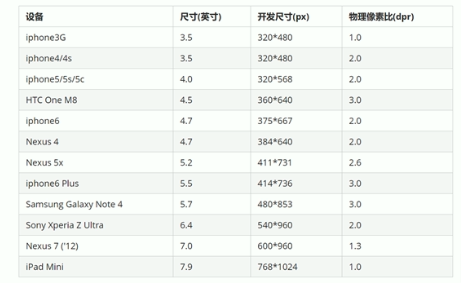 设备 尺寸(英寸) 开发尺寸(px) 物理像素比(dpr)
iphone3G 3.5 320*480 1.0
iphone4/4s 3.5 320*480 2.0
iphone5/5s/5c 4.0 320*568 2.0
HTC One M8 4.5 360*640 3.0
iphone6 4.7 375*667 2.0
Nexus 4 4.7 384*640 2.0
Nexus 5x 5.2 411*731 2.6
iphone6 Plus 5.5 414*736 3.0
Samsung Galaxy Note 4 5.7 480*853 3.0
Sony Xperia Z Ultra 6.4 540*960 2.0
Nexus 7 ('12) 7.0 600*960 1.3
iPad Mini 7.9 768*1024 1.0